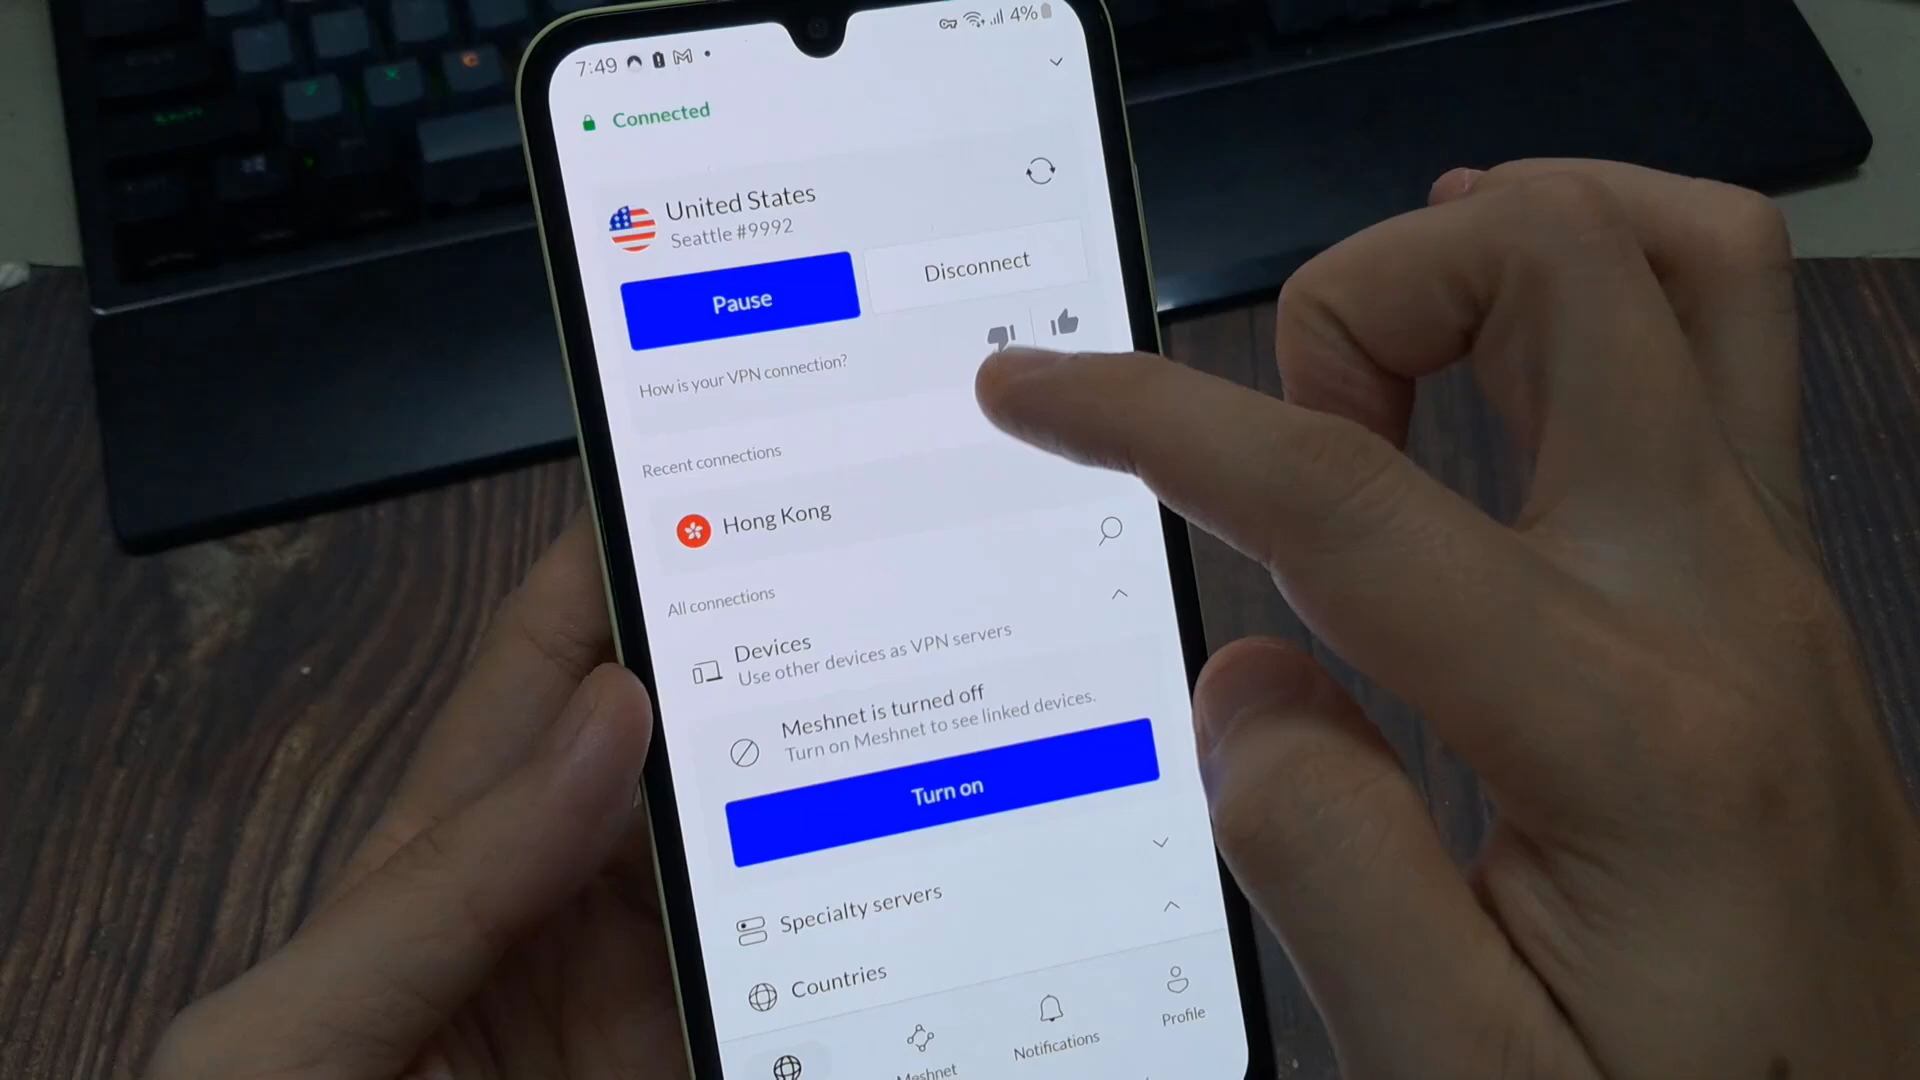 7:49
4%
Connected
United States
Seattle #9992
Pause
Disconnect
How is your VPN connection?
Recent connections
Hong Kong
All connections
Devices
Use other devices as VPN servers
Meshnet is turned off
Turn on Meshnet to see linked devices.
Turn on
Specialty servers
Countries
Meshnet
Notifications
Profile